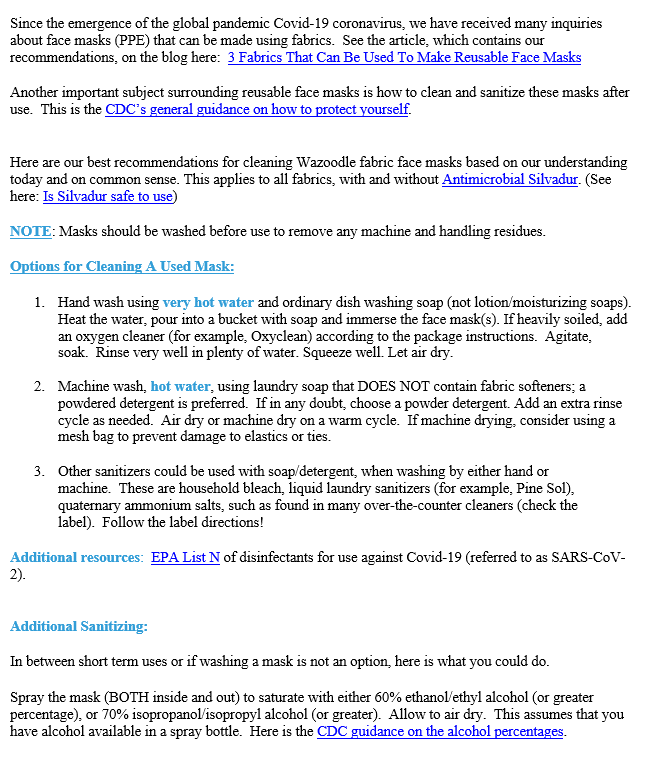 Since the emergence of the global pandemic Covid-19 coronavirus, we have received many inquiries
about face masks (PPE) that can be made using fabrics.  See the article, which contains our
recommendations, on the blog here:  3 Fabrics That Can Be Used To Make Reusable Face Masks
Another important subject surrounding reusable face masks is how to clean and sanitize these masks after
use.  This is the CDC's general guidance on how to protect yourself.
Here are our best recommendations for cleaning Wazoodle fabric face masks based on our understanding
today and on common sense. This applies to all fabrics, with and without Antimicrobial Silvadur. (See
here: Is Silvadur safe to use)
NOTE: Masks should be washed before use to remove any machine and handling residues.
Options for Cleaning A Used Mask:
1. Hand wash using very hot water and ordinary dish washing soap (not lotion/moisturizing soaps).
Heat the water, pour into a bucket with soap and immerse the face mask(s). If heavily soiled, add
an oxygen cleaner (for example, Oxyclean) according to the package instructions.  Agitate,
soak.  Rinse very well in plenty of water. Squeeze well. Let air dry.
2. Machine wash, hot water, using laundry soap that DOES NOT contain fabric softeners; a
powdered detergent is preferred.  If in any doubt, choose a powder detergent. Add an extra rinse
cycle as needed.  Air dry or machine dry on a warm cycle.  If machine drying, consider using a
mesh bag to prevent damage to elastics or ties.
3. Other sanitizers could be used with soap/detergent, when washing by either hand or
machine.  These are household bleach, liquid laundry sanitizers (for example, Pine Sol),
quaternary ammonium salts, such as found in many over-the-counter cleaners (check the
label).  Follow the label directions!
Additional resources:  EPA List N of disinfectants for use against Covid-19 (referred to as SARS-CoV-
2).
Additional Sanitizing:
In between short term uses or if washing a mask is not an option, here is what you could do.
Spray the mask (BOTH inside and out) to saturate with either 60% ethanol/ethyl alcohol (or greater
percentage), or 70% isopropanol/isopropyl alcohol (or greater).  Allow to air dry.  This assumes that you
have alcohol available in a spray bottle.  Here is the CDC guidance on the alcohol percentages.